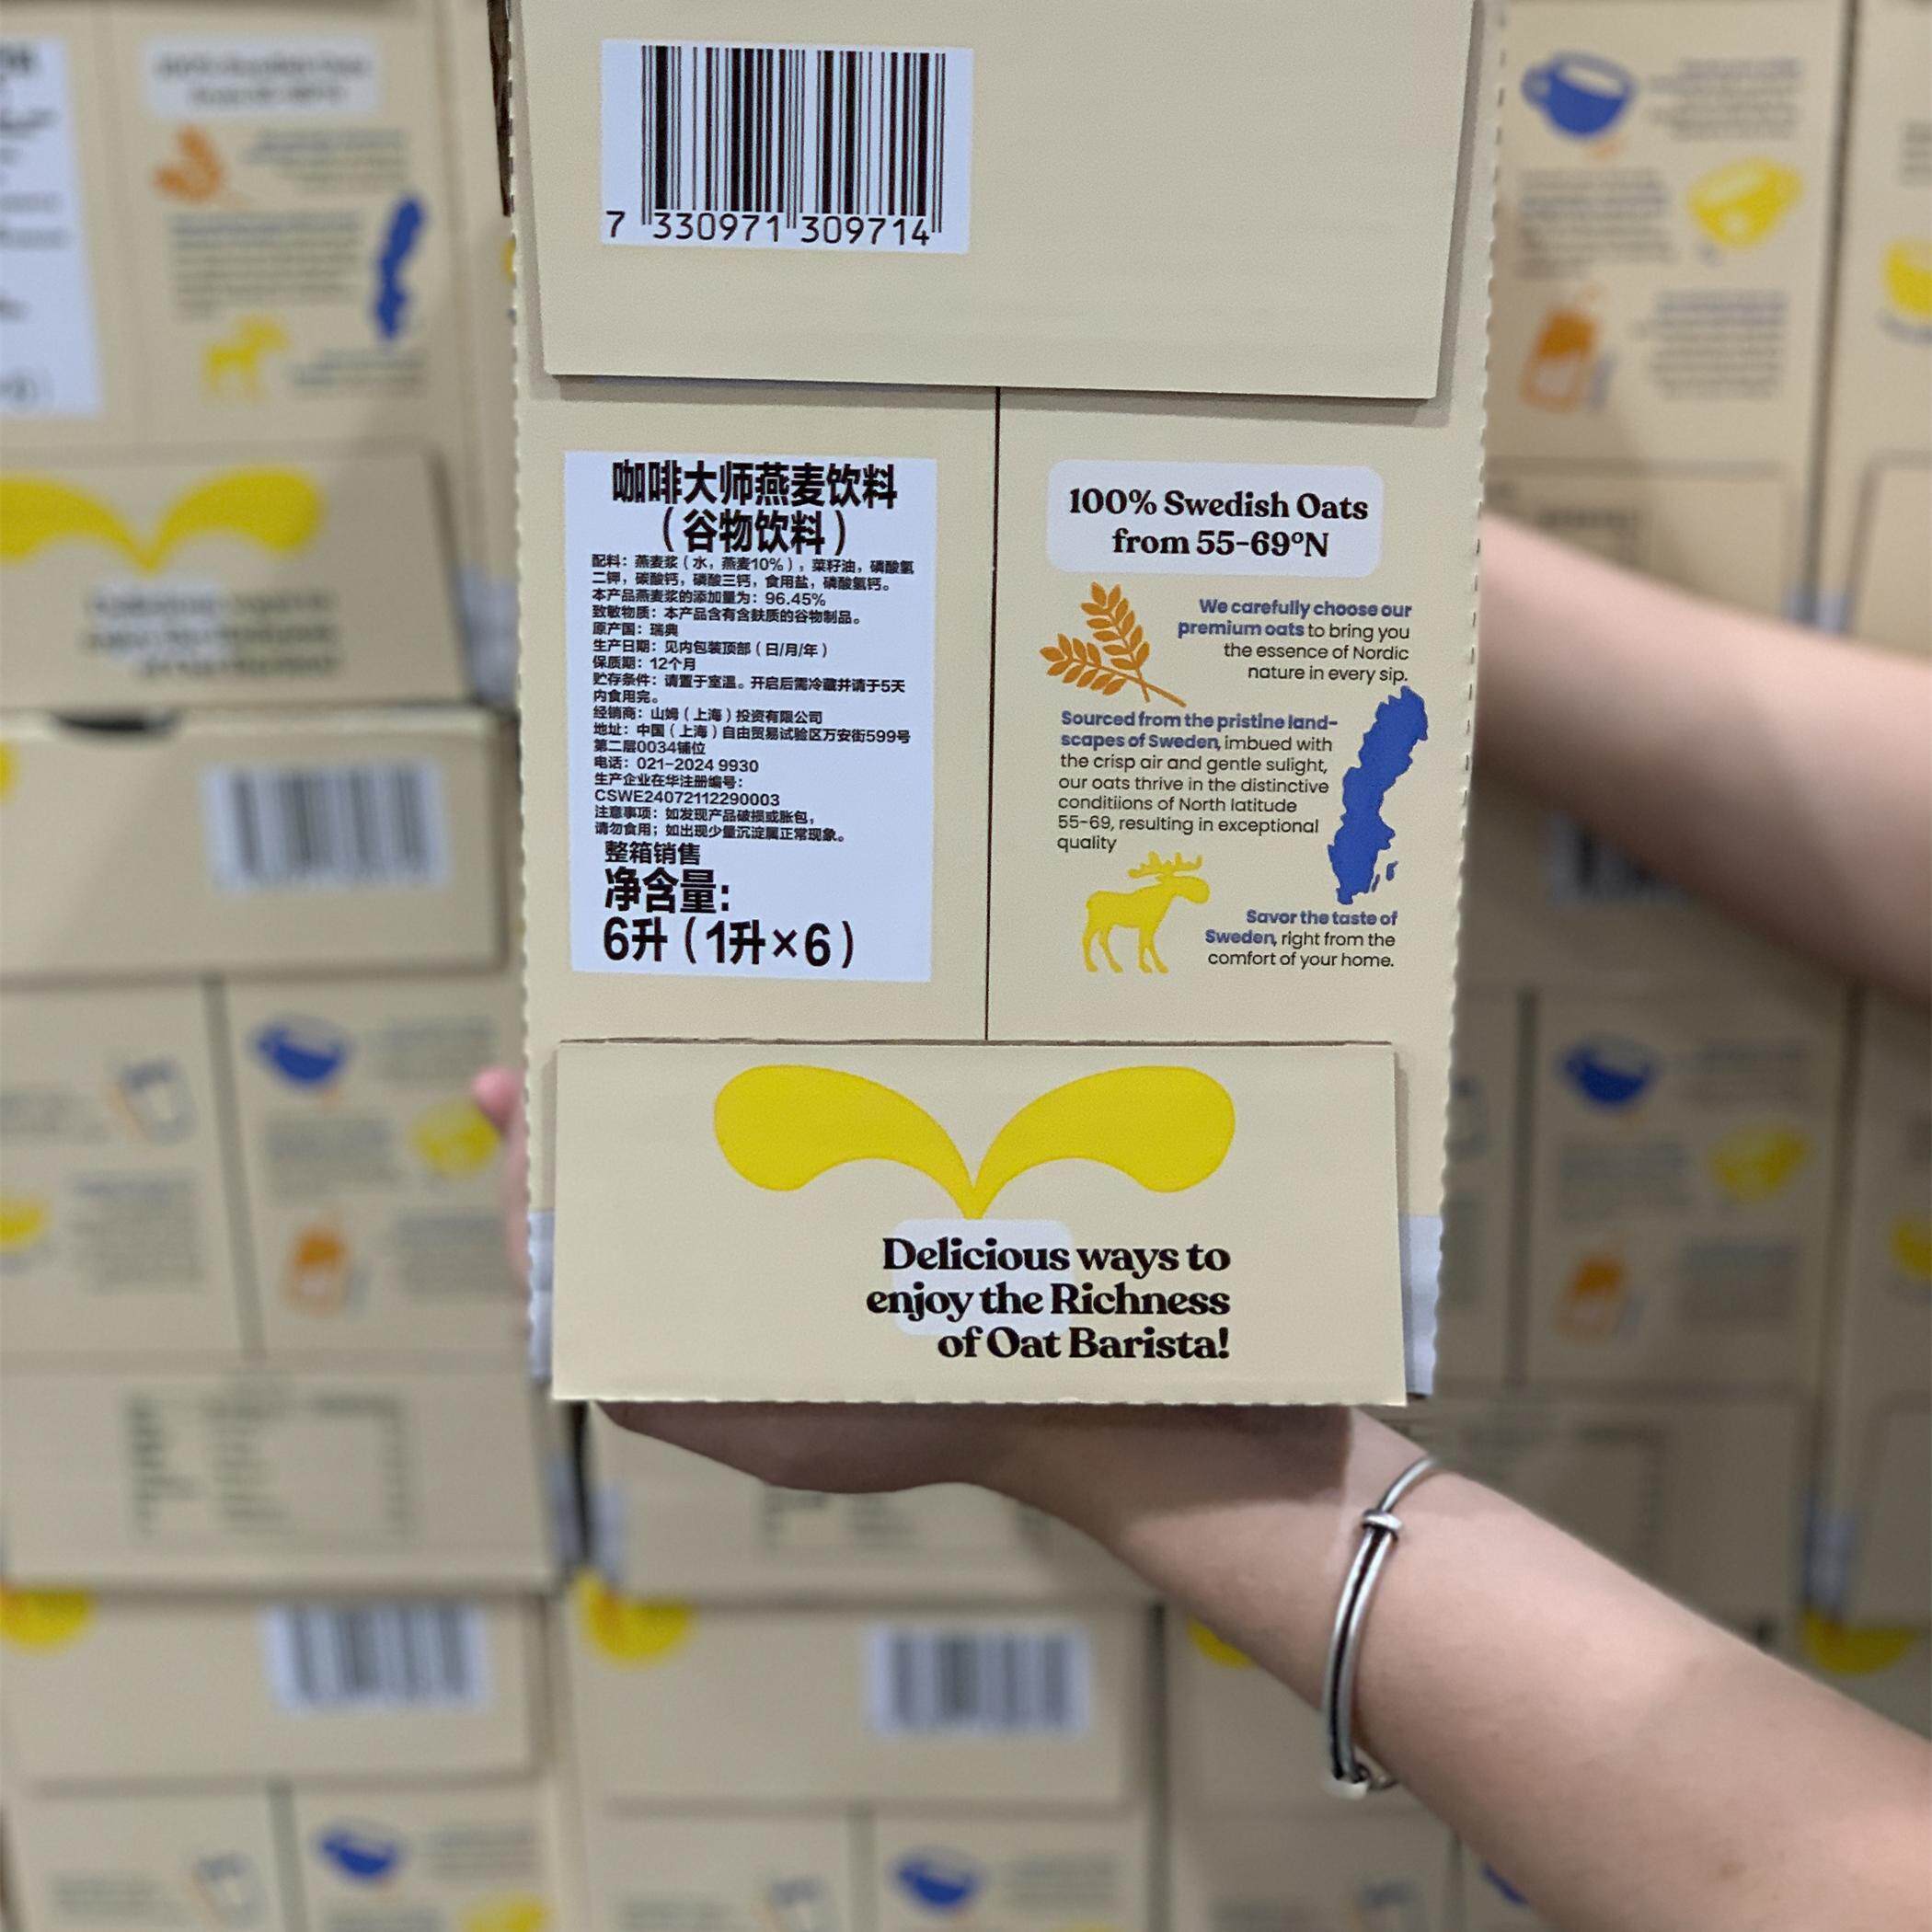 7 330971 309714
咖啡大师燕麦饮料
（谷物饮料）
配料：燕麦浆（水，燕麦10%），菜籽油，磷酸氢
二钾，碳酸钙，磷酸三钙，食用盐，磷酸氢钙。
本产品燕麦浆的添加量为：96.45%
致敏物质：本产品含有含麸质的谷物制品。
原产国：瑞典
生产日期：见内包装顶部（日/月/年）
保质期：12个月
贮存条件：请置于室温。开启后需冷藏并请于5天
内食用完。
经销商：山姆（上海）投资有限公司
地址：中国（上海）自由贸易试验区万安街599号
第二层0034铺位
电话：021-2024 9930
生产企业在华注册编号：
CSWE24072112290003
注意事项：如发现产品破损或胀包，
请勿食用；如出现少量沉淀属正常现象。
整箱销售
净含量：
6升（1升×6）
100% Swedish Oats
from 55-69°N
We carefully choose our
premium oats to bring you
the essence of Nordic
nature in every sip.
Sourced from the pristine land-
scapes of Sweden, imbued with
the crisp air and gentle sulight,
our oats thrive in the distinctive
conditiions of North latitude
55-69, resulting in exceptional
quality
Savor the taste of
Sweden, right from the
comfort of your home.
Delicious ways to
enjoy the Richness
of Oat Barista!